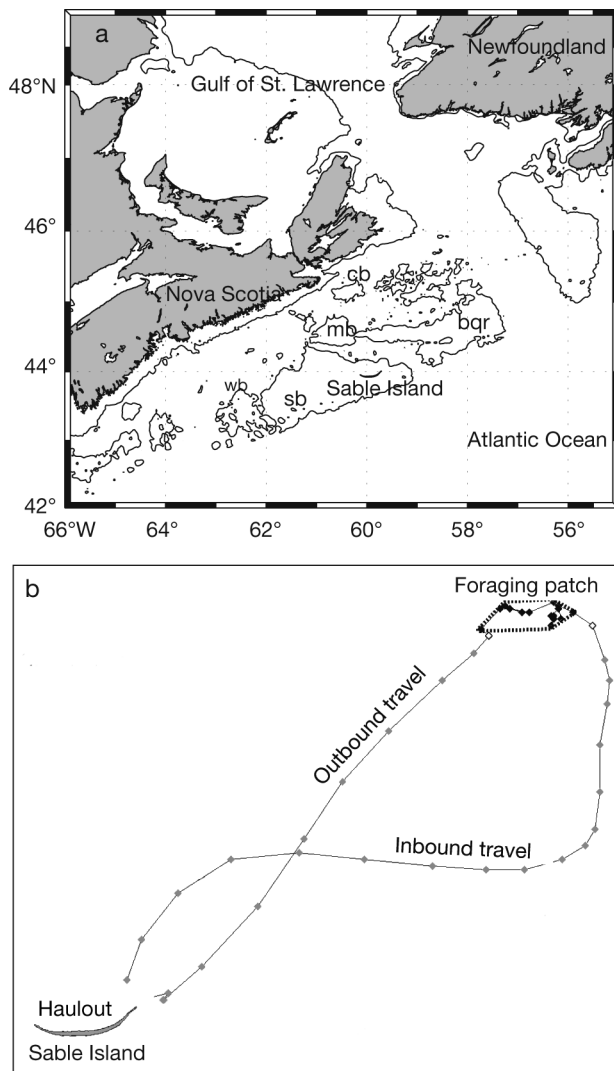 a
Newfoundland
48°N
Gulf of St. Lawrence
46°
cb
Nova Scotia
bqr
mb
44°
wb
Sable Island
sb
Atlantic Ocean
42°
66°W 64° 62° 60° 58° 56°
b
Foraging patch
Outbound travel
Inbound travel
Haulout
Sable Island